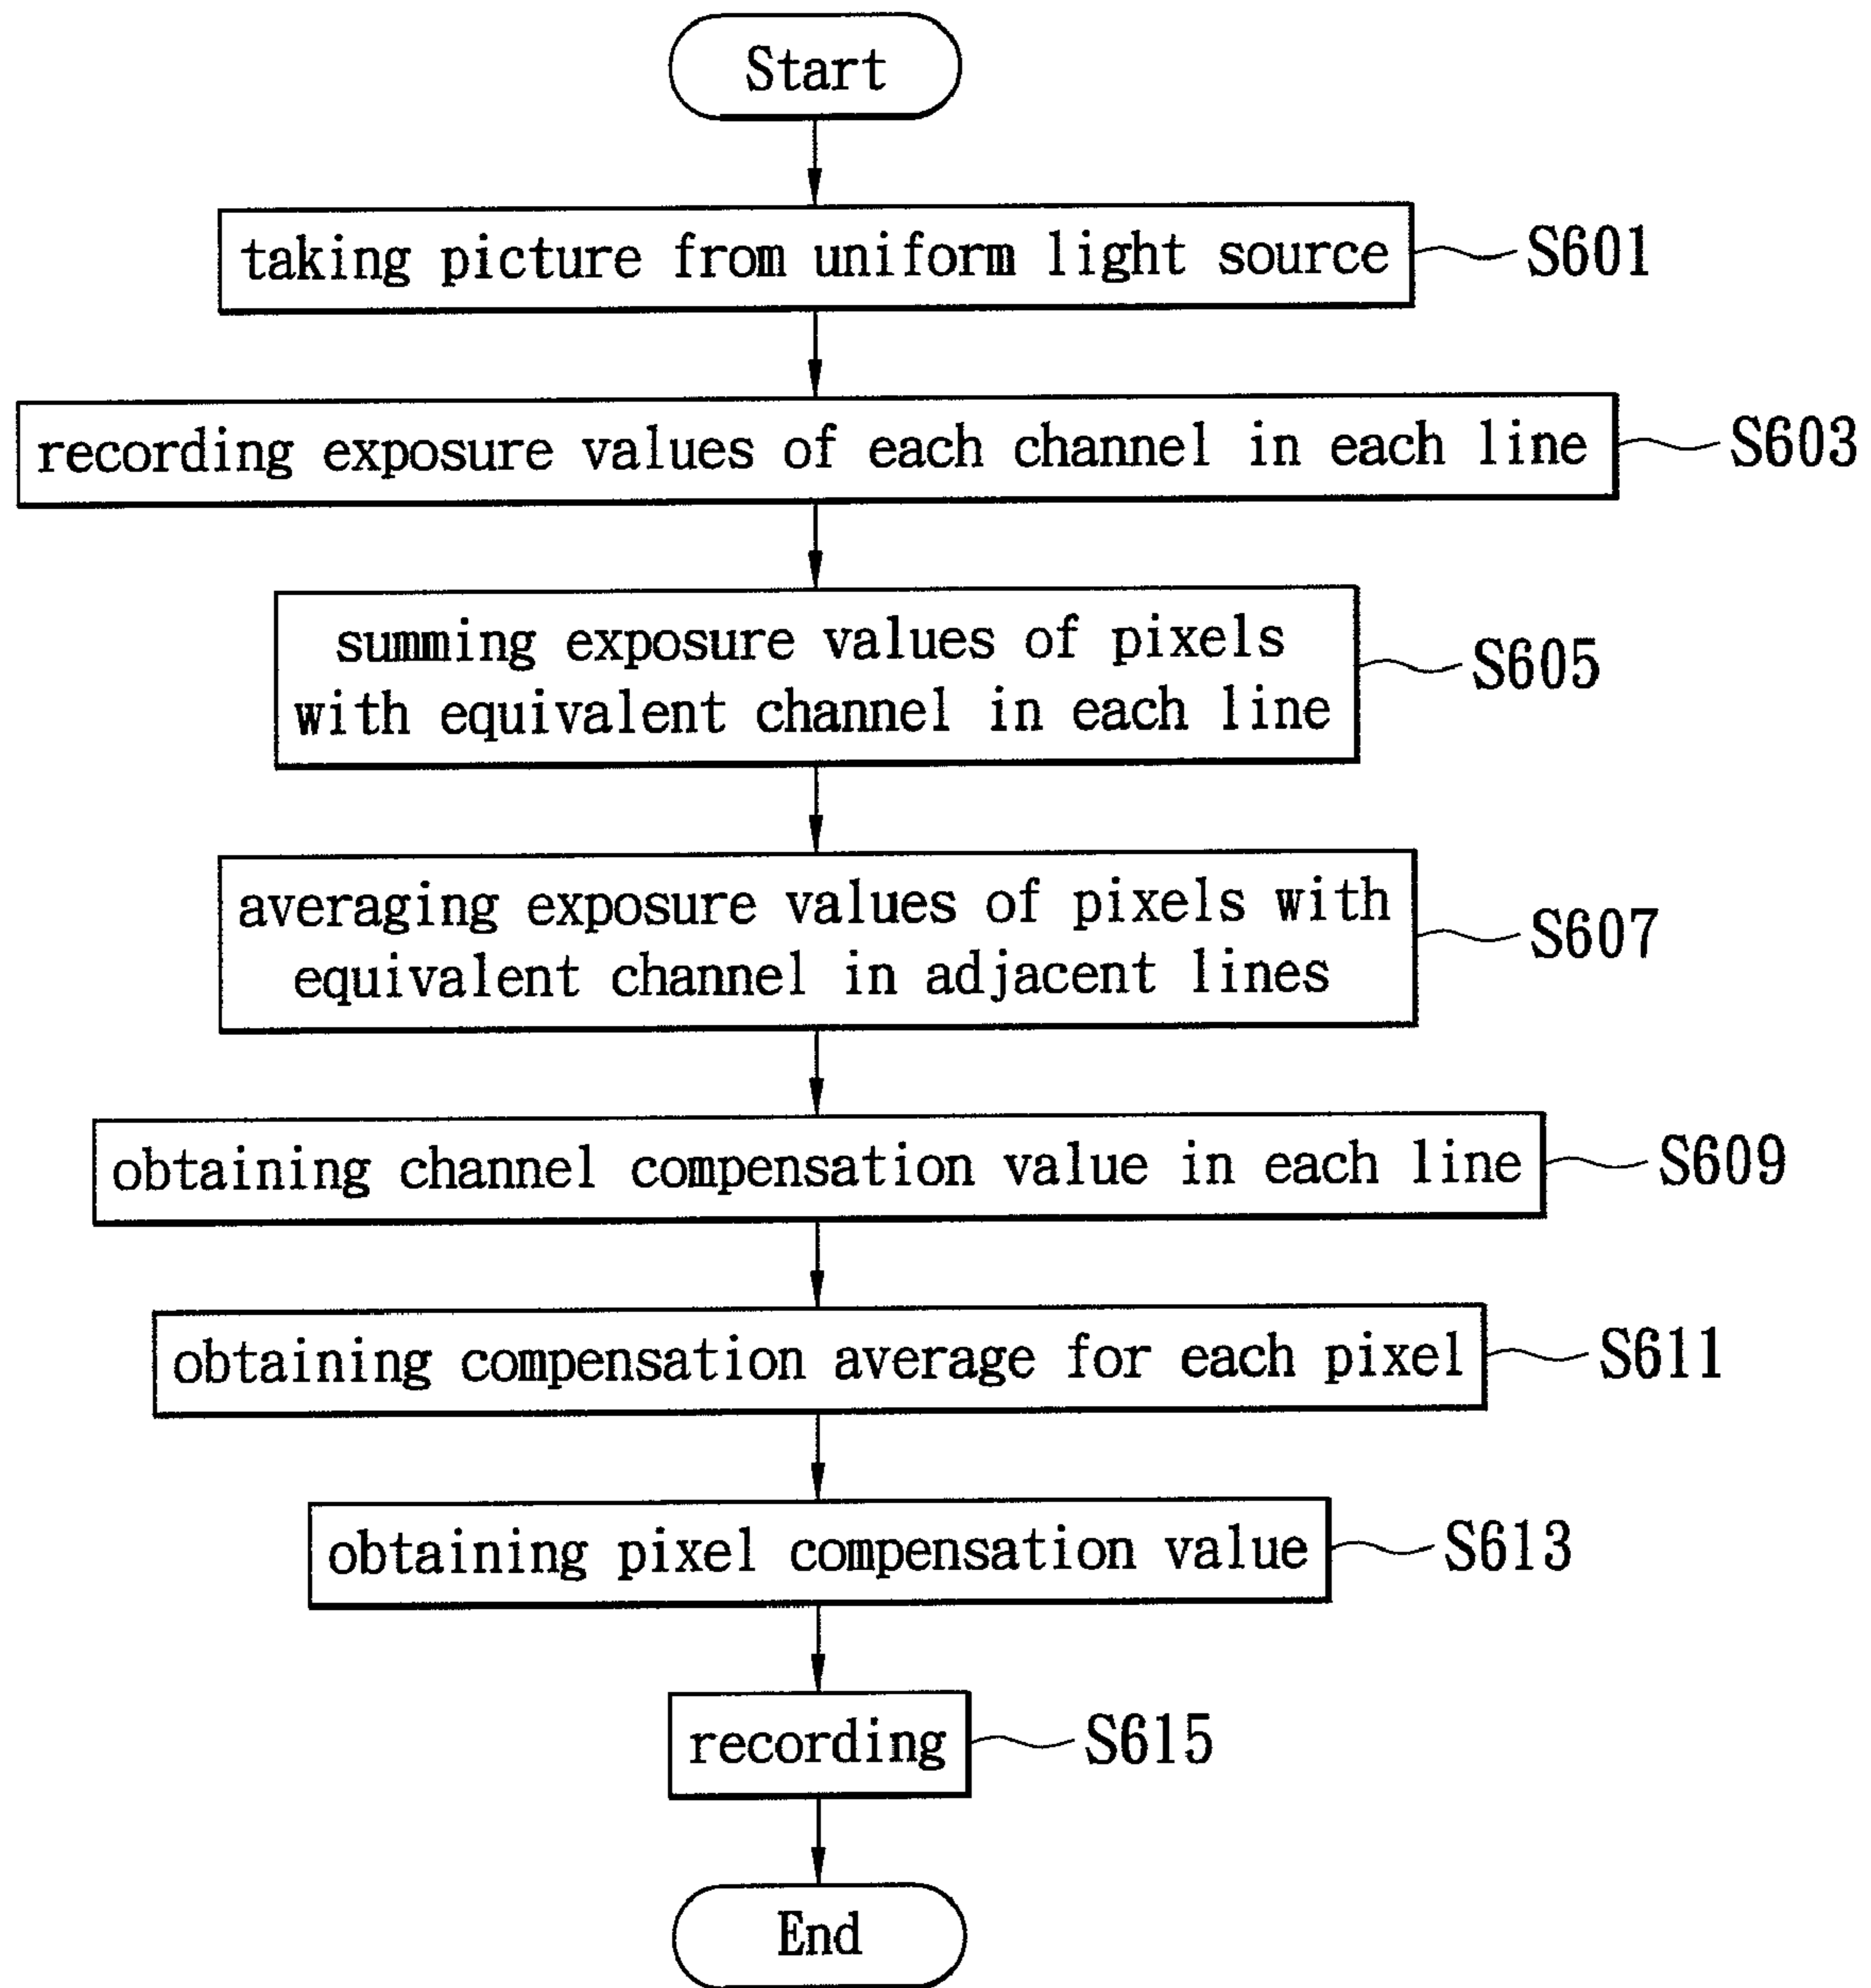 Start
taking picture from uniform light source
S601
recording exposure values of each channel in each line
S603
summing exposure values of pixels
with equivalent channel in each line
S605
averaging exposure values of pixels with
equivalent channel in adjacent lines
S607
obtaining channel compensation value in each line
S609
obtaining compensation average for each pixel
S611
obtaining pixel compensation value
S613
recording
S615
End